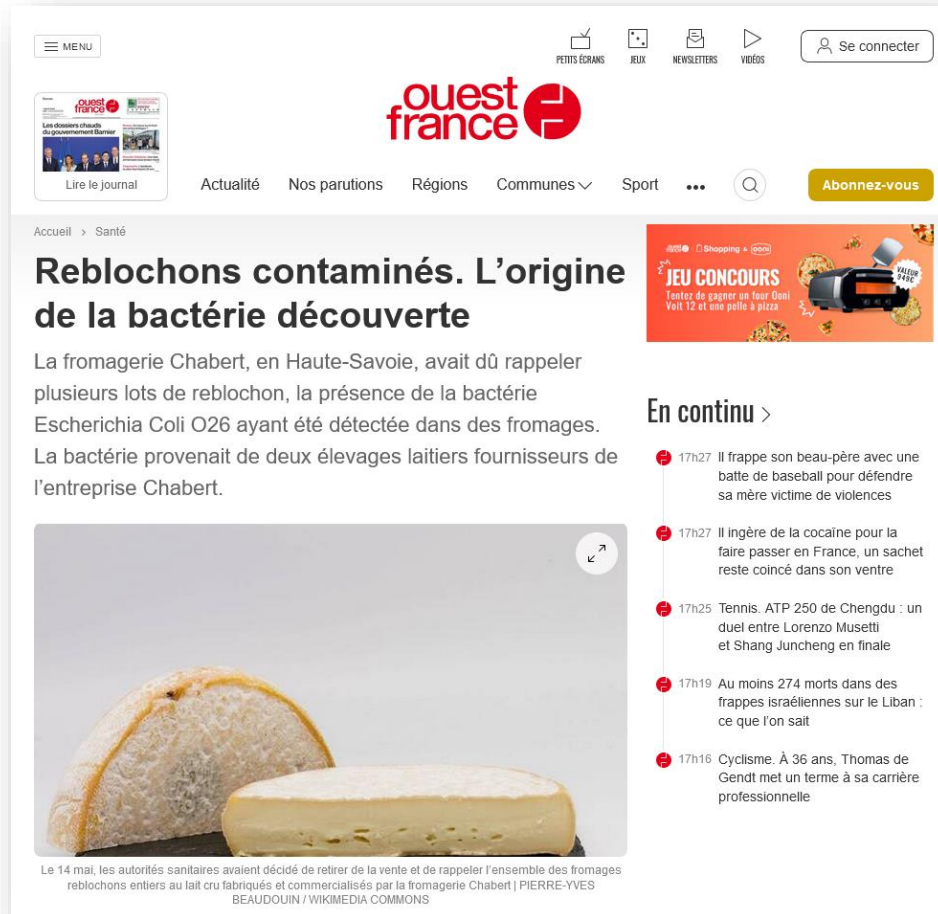 MENU
PETITS ÉCRANS
JEUX
NEWSLETTERS
VIDÉOS
Se connecter
ouest
france
ouest
france
Les dossiers chauds
du gouvernement Barnier
Lire le journal
Actualité
Nos parutions
Régions
Communes
Sport
•••
Abonnez-vous
Accueil > Santé
Reblochons contaminés. L’origine
de la bactérie découverte
La fromagerie Chabert, en Haute-Savoie, avait dû rappeler
plusieurs lots de reblochon, la présence de la bactérie
Escherichia Coli O26 ayant été détectée dans des fromages.
La bactérie provenait de deux élevages laitiers fournisseurs de
l’entreprise Chabert.
Le 14 mai, les autorités sanitaires avaient décidé de retirer de la vente et de rappeler l’ensemble des fromages
reblochons entiers au lait cru fabriqués et commercialisés par la fromagerie Chabert | PIERRE-YVES
BEAUDOUIN / WIKIMEDIA COMMONS
Shopping & ooni
JEU CONCOURS
Tentez de gagner un four Ooni
Volt 12 et une pelle à pizza
VALEUR
949€
En continu >
17h27 Il frappe son beau-père avec une
batte de baseball pour défendre
sa mère victime de violences
17h27 Il ingère de la cocaïne pour la
faire passer en France, un sachet
reste coincé dans son ventre
17h25 Tennis. ATP 250 de Chengdu : un
duel entre Lorenzo Musetti
et Shang Juncheng en finale
17h19 Au moins 274 morts dans des
frappes israéliennes sur le Liban :
ce que l’on sait
17h16 Cyclisme. À 36 ans, Thomas de
Gendt met un terme à sa carrière
professionnelle